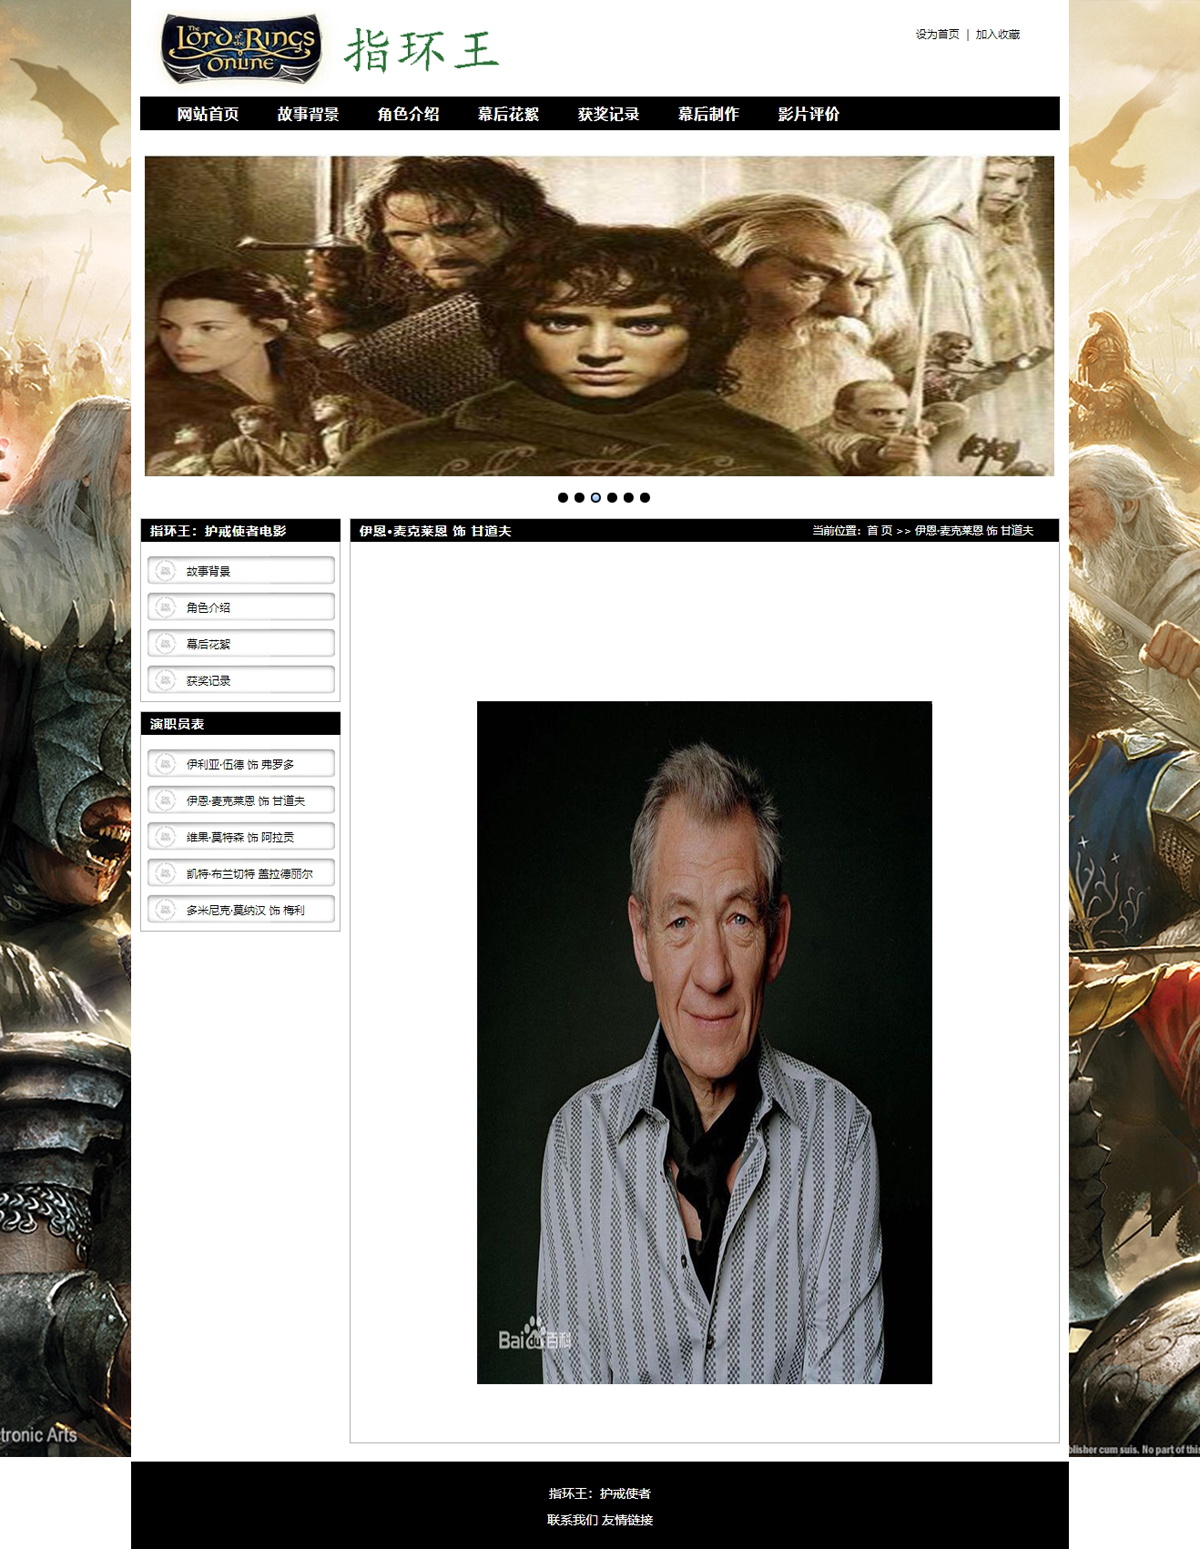 The Lord of the Rings Online
指环王
设为首页 | 加入收藏
网站首页 故事背景 角色介绍 幕后花絮 获奖记录 幕后制作 影片评价
指环王：护戒使者电影
故事背景
角色介绍
幕后花絮
获奖记录
演职员表
伊利亚·伍德 饰 弗罗多
伊恩·麦克莱恩 饰 甘道夫
维果·莫特森 饰 阿拉贡
凯特·布兰切特 盖拉德丽尔
多米尼克·莫纳汉 饰 梅利
伊恩•麦克莱恩 饰 甘道夫
当前位置：首 页 >> 伊恩·麦克莱恩 饰 甘道夫
Baidu百科
tronic Arts
blisher cum suis. No part of this
指环王：护戒使者
联系我们 友情链接